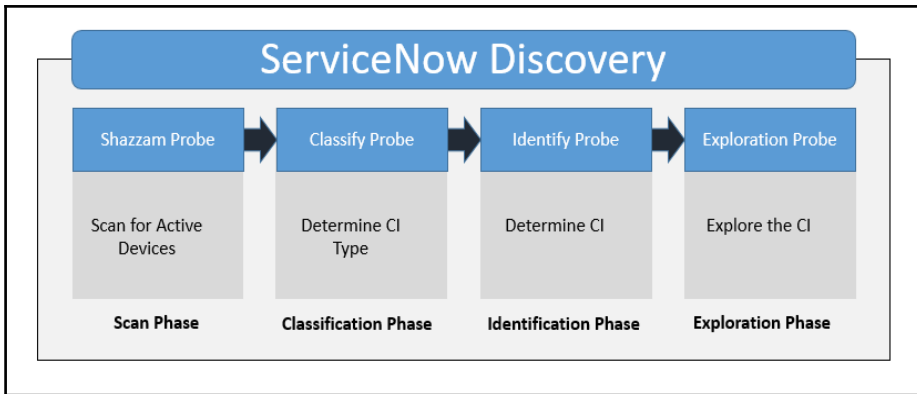 ServiceNow Discovery
Shazzam Probe
Classify Probe
Identify Probe
Exploration Probe
Scan for Active
Devices
Determine CI
Type
Determine CI
Explore the CI
Scan Phase
Classification Phase
Identification Phase
Exploration Phase